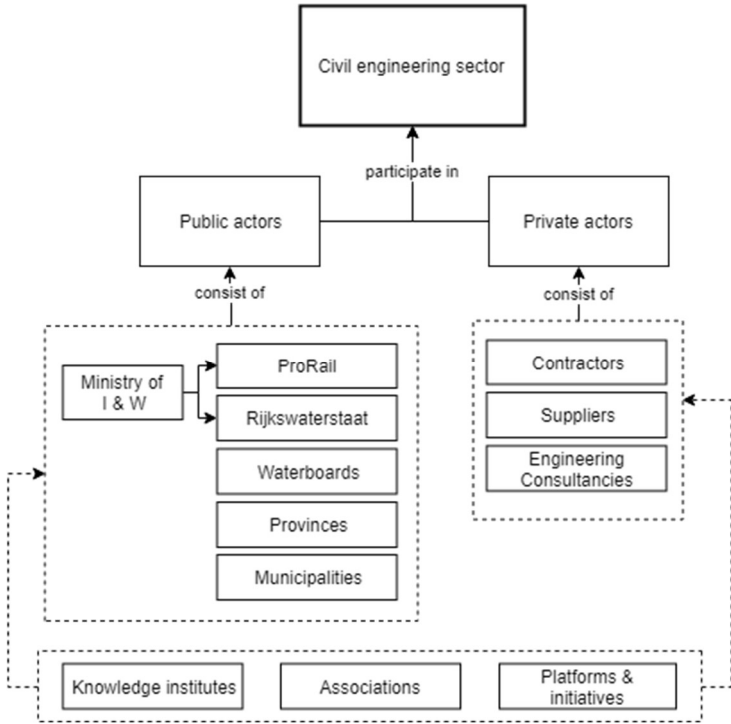 Civil engineering sector
participate in
Public actors
Private actors
consist of
consist of
Ministry of
I & W
ProRail
Rijkswaterstaat
Waterboards
Provinces
Municipalities
Contractors
Suppliers
Engineering
Consultancies
Knowledge institutes
Associations
Platforms &
initiatives